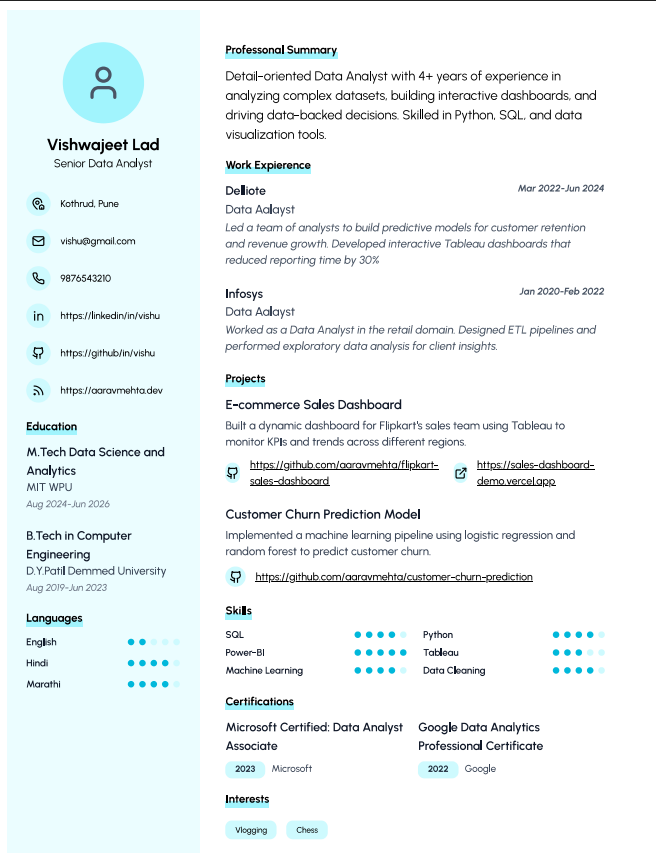 Vishwajeet Lad
Senior Data Analyst
Kothrud, Pune
vishu@gmail.com
9876543210
https://linkedin/in/vishu
https://github/in/vishu
https://aaravmehta.dev
Education
M.Tech Data Science and
Analytics
MIT WPU
Aug 2024-Jun 2026
B.Tech in Computer
Engineering
D.Y.Patil Demmed University
Aug 2019-Jun 2023
Languages
English
Hindi
Marathi
Professonal Summary
Detail-oriented Data Analyst with 4+ years of experience in
analyzing complex datasets, building interactive dashboards, and
driving data-backed decisions. Skilled in Python, SQL, and data
visualization tools.
Work Expierence
Delliote Mar 2022-Jun 2024
Data Aalayst
Led a team of analysts to build predictive models for customer retention
and revenue growth. Developed interactive Tableau dashboards that
reduced reporting time by 30%
Infosys Jan 2020-Feb 2022
Data Aalayst
Worked as a Data Analyst in the retail domain. Designed ETL pipelines and
performed exploratory data analysis for client insights.
Projects
E-commerce Sales Dashboard
Built a dynamic dashboard for Flipkart's sales team using Tableau to
monitor KPIs and trends across different regions.
https://github.com/aaravmehta/flipkart-
sales-dashboard
https://sales-dashboard-
demo.vercel.app
Customer Churn Prediction Model
Implemented a machine learning pipeline using logistic regression and
random forest to predict customer churn.
https://github.com/aaravmehta/customer-churn-prediction
Skills
SQL Python
Power-BI Tableau
Machine Learning Data Cleaning
Certifications
Microsoft Certified: Data Analyst
Associate
2023 Microsoft
Google Data Analytics
Professional Certificate
2022 Google
Interests
Vlogging Chess